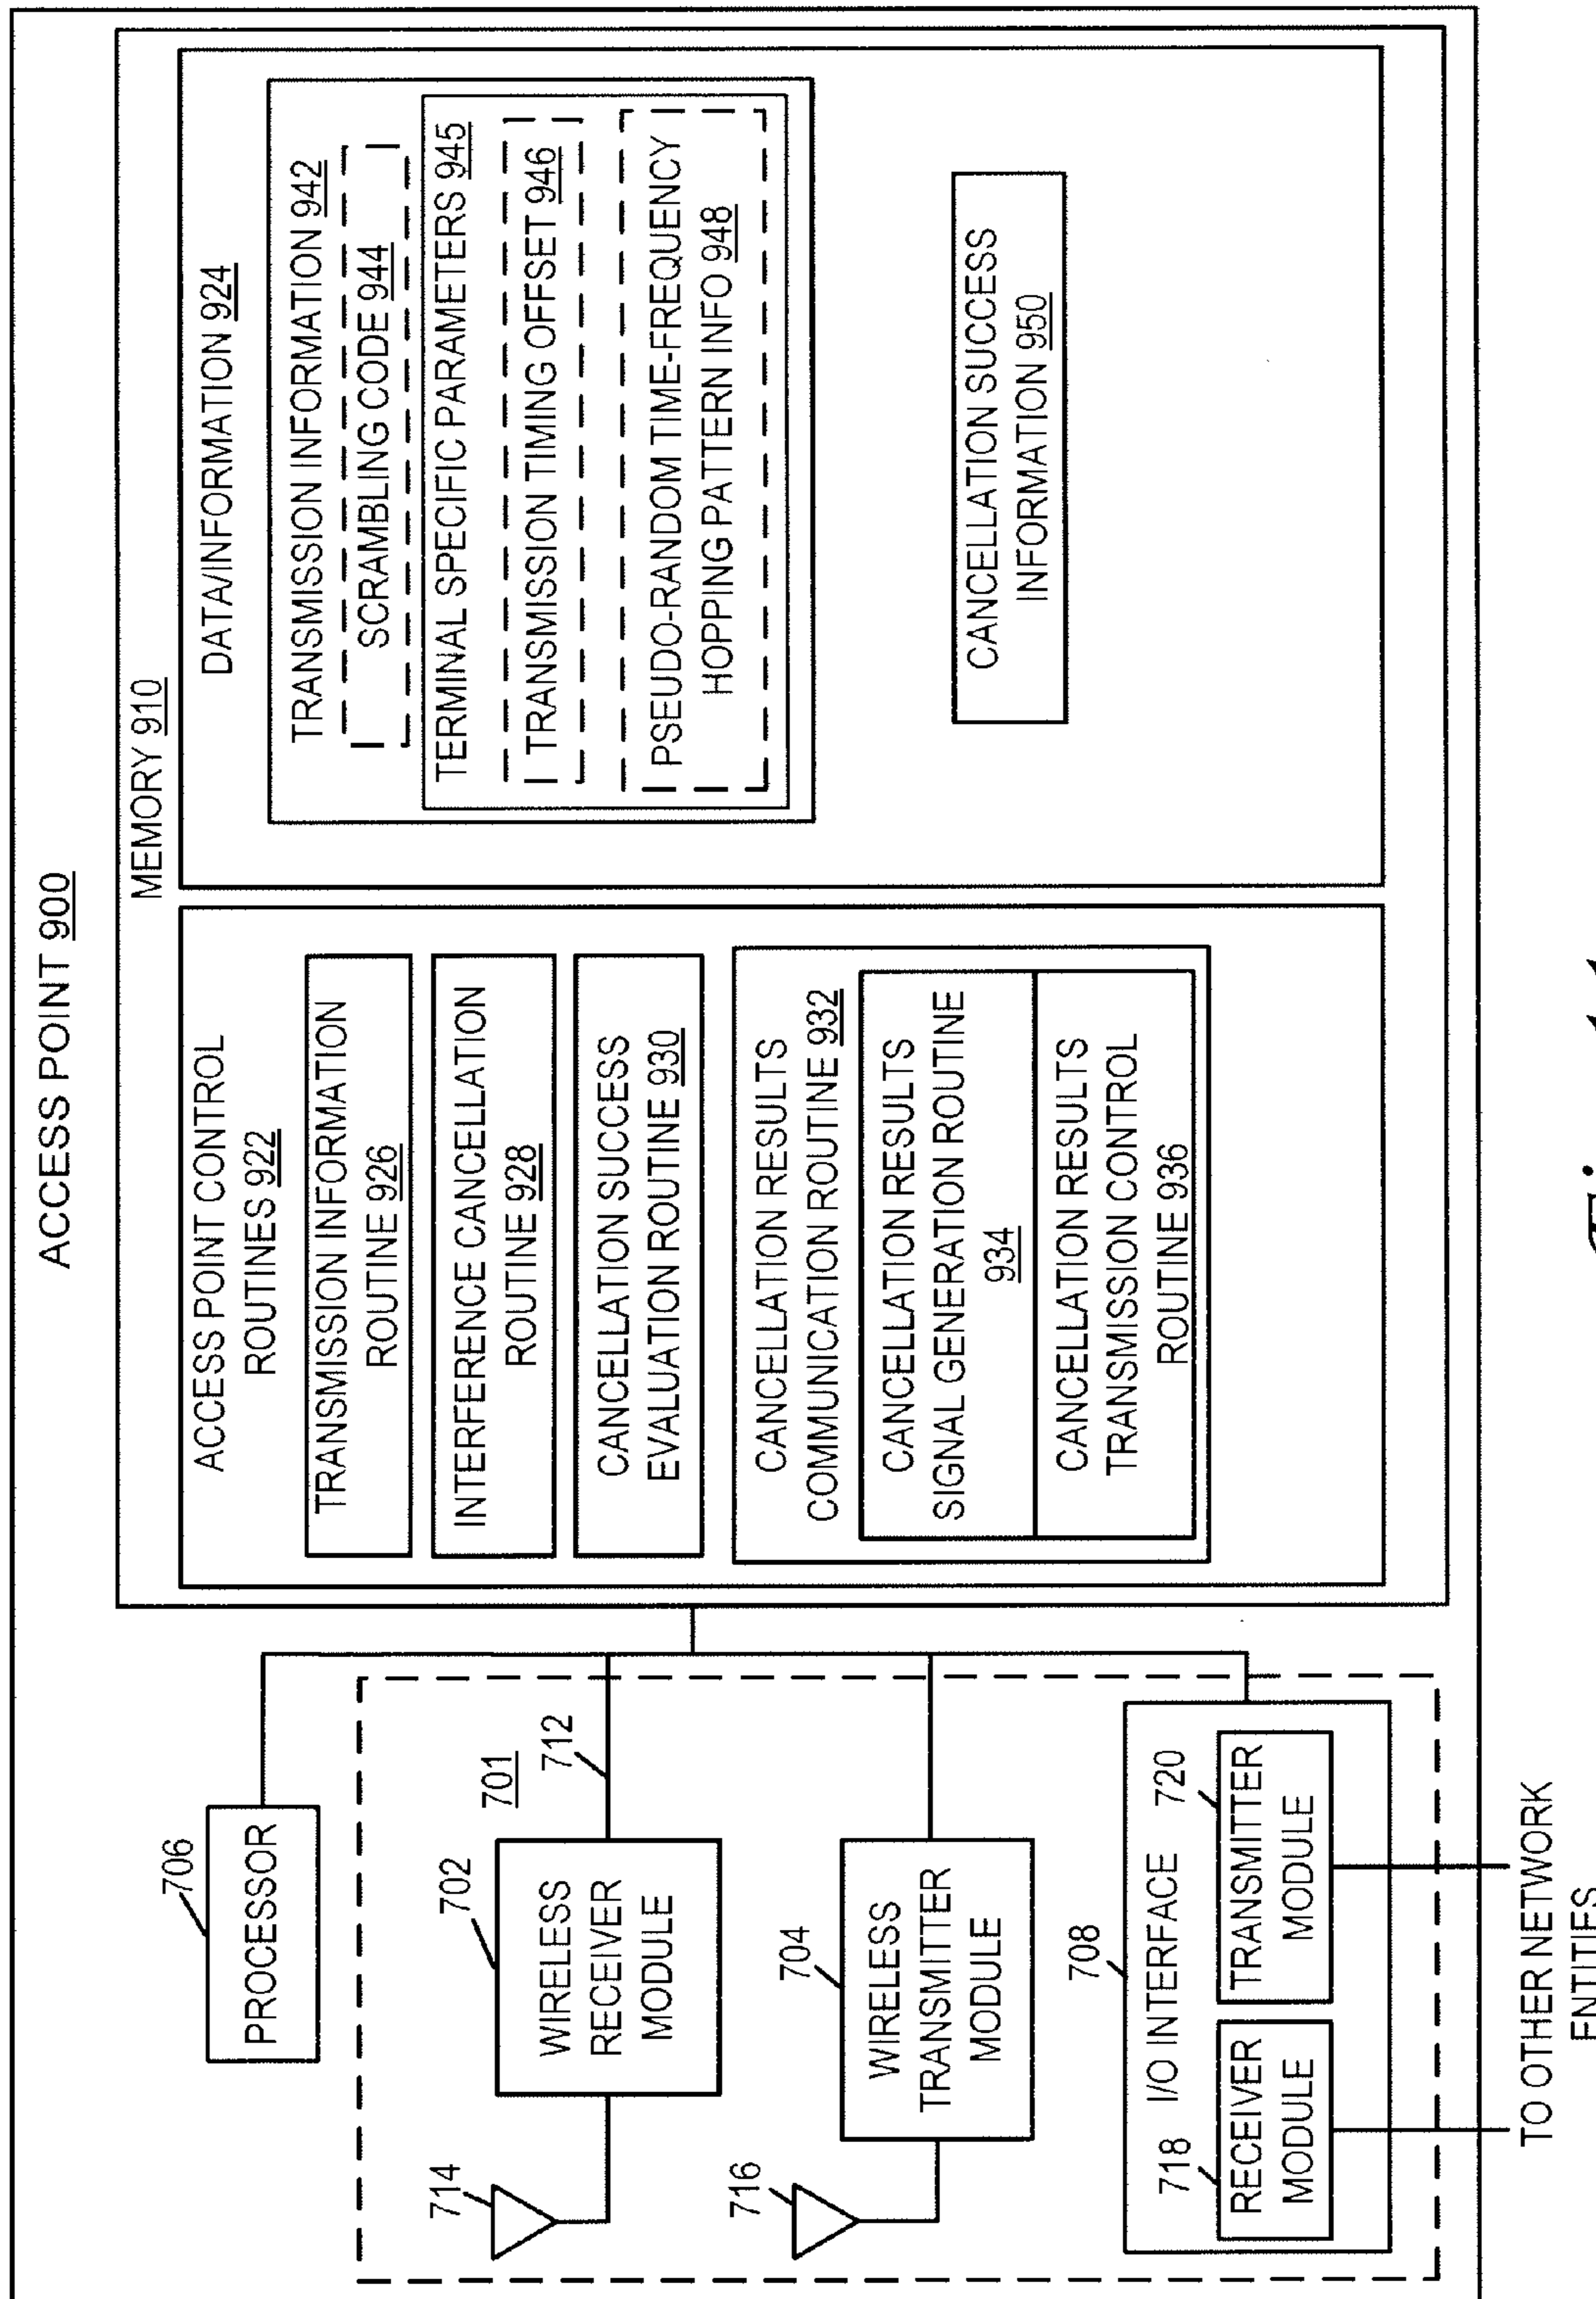 ACCESS POINT 900
MEMORY 910
ACCESS POINT CONTROL
ROUTINES 922
TRANSMISSION INFORMATION
ROUTINE 926
INTERFERENCE CANCELLATION
ROUTINE 928
CANCELLATION SUCCESS
EVALUATION ROUTINE 930
CANCELLATION RESULTS
COMMUNICATION ROUTINE 932
CANCELLATION RESULTS
SIGNAL GENERATION ROUTINE
934
CANCELLATION RESULTS
TRANSMISSION CONTROL
ROUTINE 936
DATA/INFORMATION 924
TRANSMISSION INFORMATION 942
SCRAMBLING CODE 944
TERMINAL SPECIFIC PARAMETERS 945
TRANSMISSION TIMING OFFSET 946
PSEUDO-RANDOM TIME-FREQUENCY
HOPPING PATTERN INFO 948
CANCELLATION SUCCESS
INFORMATION 950
706
PROCESSOR
701
712
702
WIRELESS
RECEIVER
MODULE
714
704
WIRELESS
TRANSMITTER
MODULE
716
708
I/O INTERFACE
718
RECEIVER
MODULE
720
TRANSMITTER
MODULE
TO OTHER NETWORK
ENTITIES